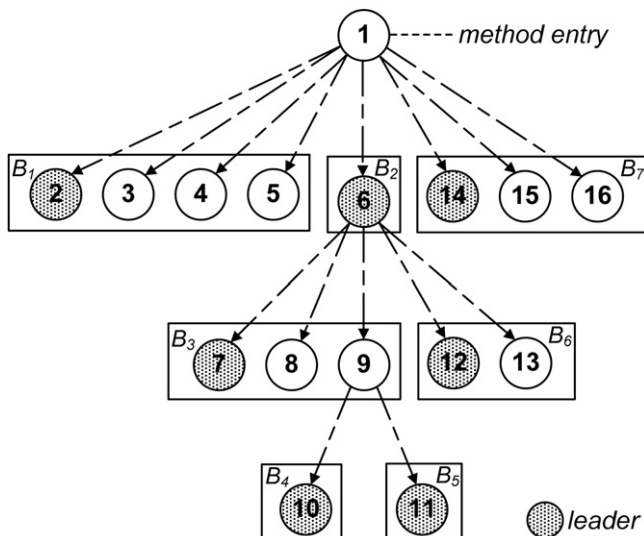 1 method entry
B1 2 3 4 5
B2 6
14 15 16 B7
B3 7 8 9
12 13 B6
B4 10
11 B5
leader